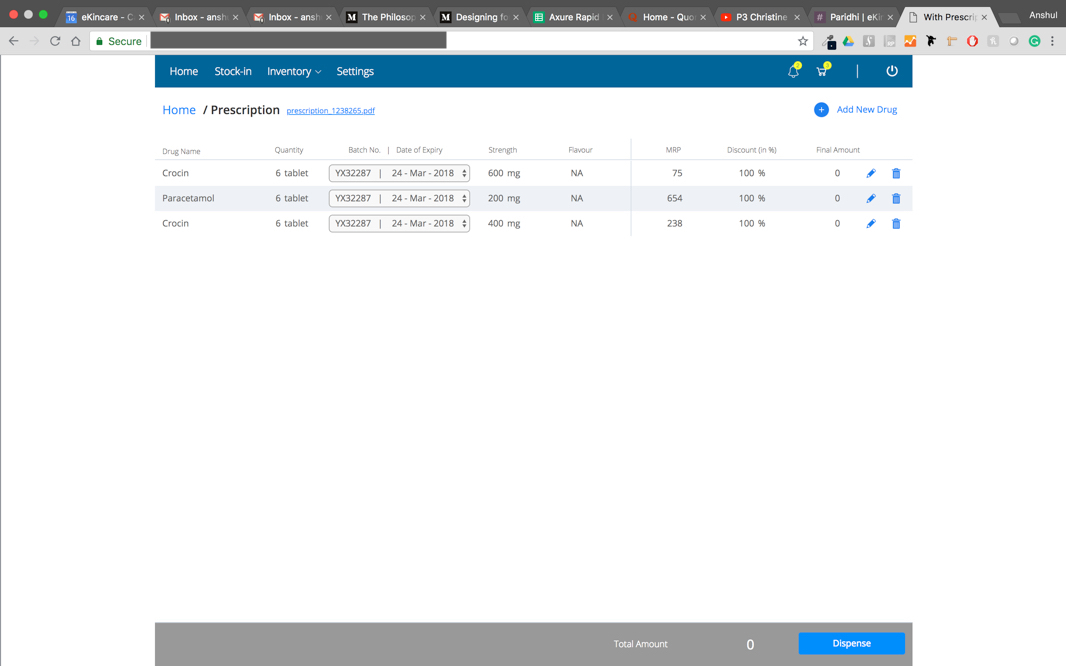 eKincare - C
Inbox - ansh
Inbox - ansh
The Philosop
Designing fo
Axure Rapid
Home - Quo
P3 Christine
Paridhi | eKin
With Prescrip
Anshul
Secure
Home Stock-in Inventory Settings
Home / Prescription prescription_1238265.pdf
Add New Drug
Drug Name Quantity Batch No. | Date of Expiry Strength Flavour MRP Discount (in %) Final Amount
Crocin 6 tablet YX32287 | 24 - Mar - 2018 600 mg NA 75 100 % 0
Paracetamol 6 tablet YX32287 | 24 - Mar - 2018 200 mg NA 654 100 % 0
Crocin 6 tablet YX32287 | 24 - Mar - 2018 400 mg NA 238 100 % 0
Total Amount 0 Dispense